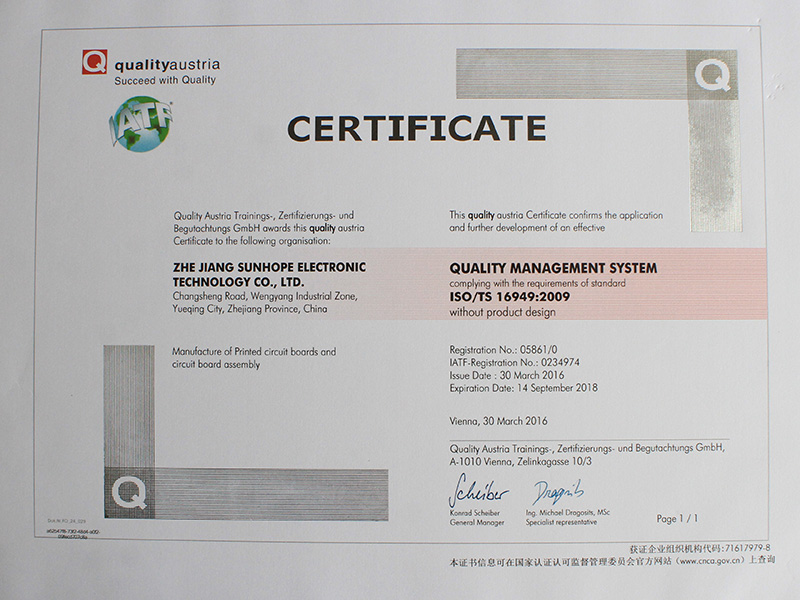 qualityaustria
Succeed with Quality
IATF
CERTIFICATE
Quality Austria Trainings-, Zertifizierungs- und
Begutachtungs GmbH awards this quality austria
Certificate to the following organisation:
ZHE JIANG SUNHOPE ELECTRONIC
TECHNOLOGY CO., LTD.
Changsheng Road, Wengyang Industrial Zone,
Yueqing City, Zhejiang Province, China
Manufacture of Printed circuit boards and
circuit board assembly
This quality austria Certificate confirms the application
and further development of an effective
QUALITY MANAGEMENT SYSTEM
complying with the requirements of standard
ISO/TS 16949:2009
without product design
Registration No.: 05861/0
IATF-Registration No.: 0234974
Issue Date : 30 March 2016
Expiration Date: 14 September 2018
Vienna, 30 March 2016
Quality Austria Trainings-, Zertifizierungs- und Begutachtungs GmbH,
A-1010 Vienna, Zelinkagasse 10/3
Konrad Scheiber
General Manager
Ing. Michael Dragosits, MSc
Specialist representative
Page 1 / 1
获证企业组织机构代码:71617979-8
本证书信息可在国家认证认可监督管理委员会官方网站（www.cnca.gov.cn）上查询